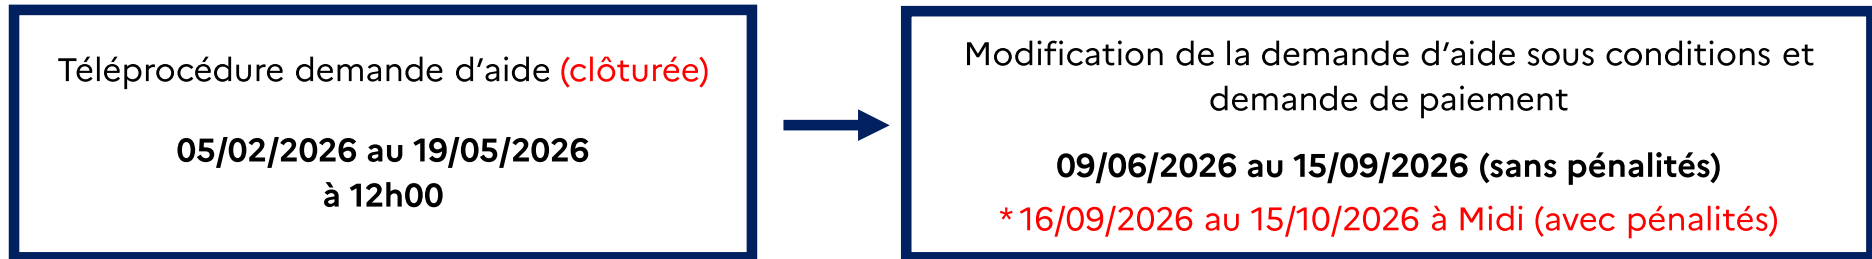 Téléprocédure demande d’aide (clôturée)
05/02/2026 au 19/05/2026
à 12h00
Modification de la demande d’aide sous conditions et
demande de paiement
09/06/2026 au 15/09/2026 (sans pénalités)
* 16/09/2026 au 15/10/2026 à Midi (avec pénalités)